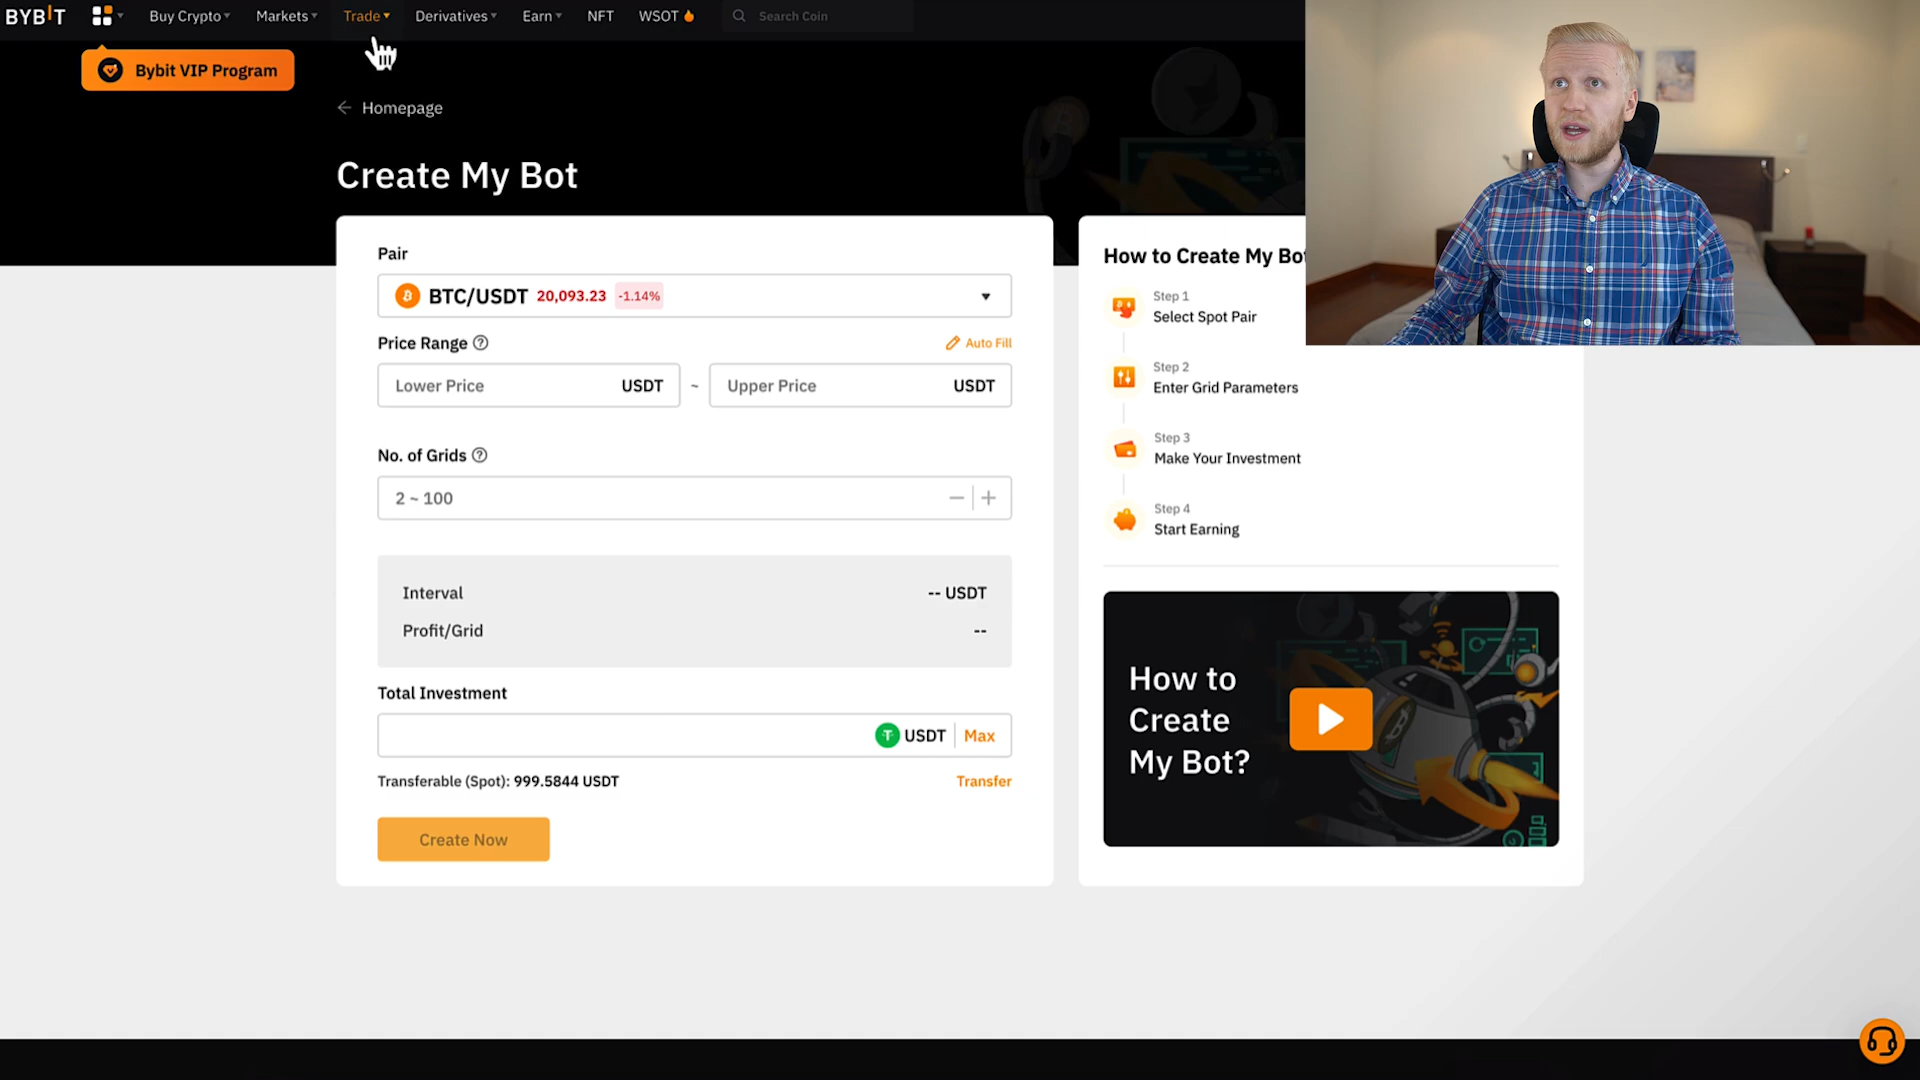 BYBIT
Buy Crypto
Markets
Trade
Derivatives
Earn
NFT
WSOT
Search Coin
Bybit VIP Program
Homepage
Create My Bot
Pair
BTC/USDT 20,093.23 -1.14%
Price Range
Auto Fill
Lower Price USDT ~ Upper Price USDT
No. of Grids
2 ~ 100
Interval -- USDT
Profit/Grid --
Total Investment
USDT Max
Transferable (Spot): 999.5844 USDT
Transfer
Create Now
How to Create My Bot
Step 1
Select Spot Pair
Step 2
Enter Grid Parameters
Step 3
Make Your Investment
Step 4
Start Earning
How to
Create
My Bot?